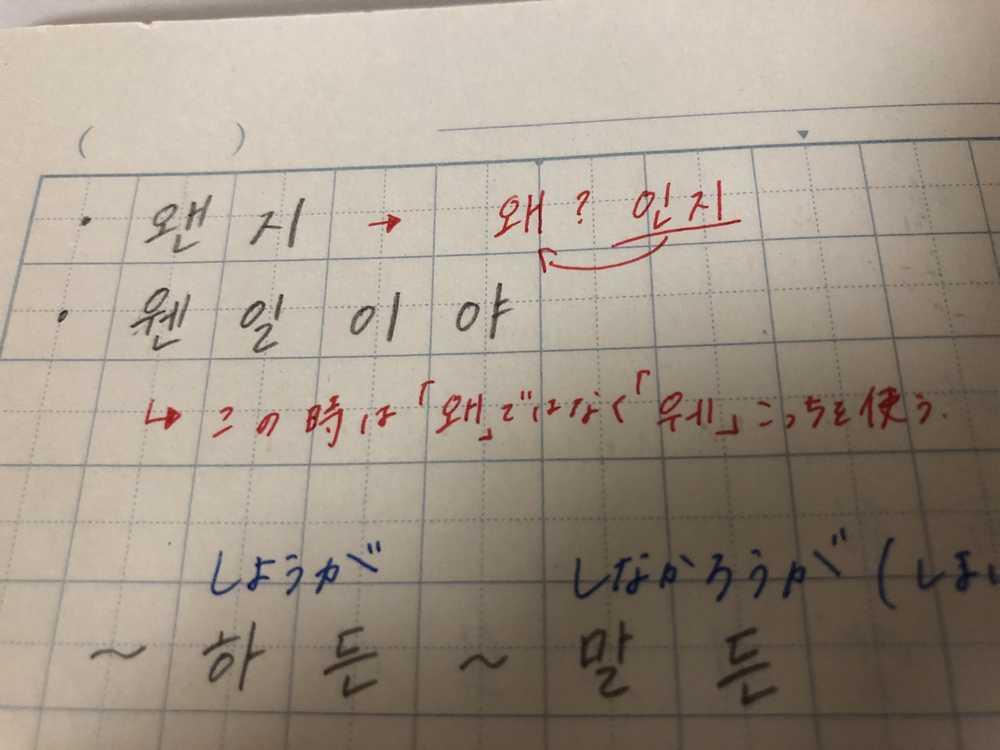 ( )
・ 왠지 → 왜? 인지
・ 웬일이야
↳ この時は「왜」ではなく「우ㅔ」こっちを使う.
しようが しなかろうが (しまい
~하든 ~말든